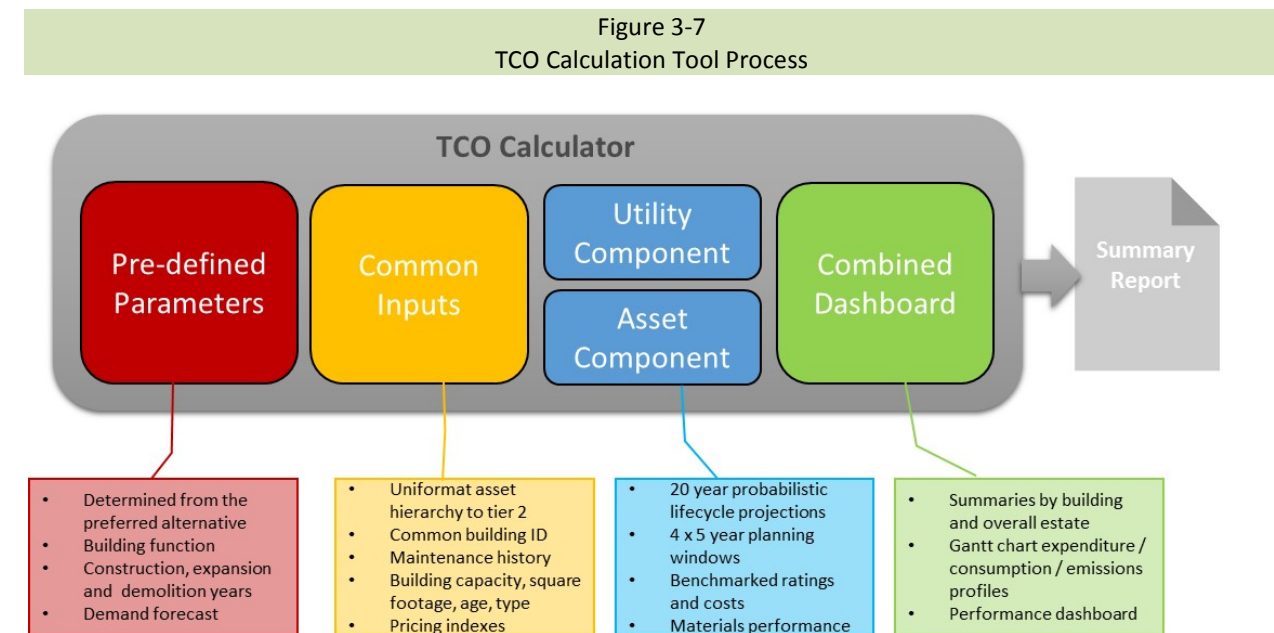 Figure 3-7
TCO Calculation Tool Process
TCO Calculator
Pre-defined
Parameters
Common
Inputs
Utility
Component
Asset
Component
Combined
Dashboard
Summary
Report
• Determined from the
preferred alternative
• Building function
• Construction, expansion
and demolition years
• Demand forecast
• Uniformat asset
hierarchy to tier 2
• Common building ID
• Maintenance history
• Building capacity, square
footage, age, type
• Pricing indexes
• 20 year probabilistic
lifecycle projections
• 4 x 5 year planning
windows
• Benchmarked ratings
and costs
• Materials performance
• Summaries by building
and overall estate
• Gantt chart expenditure /
consumption / emissions
profiles
• Performance dashboard